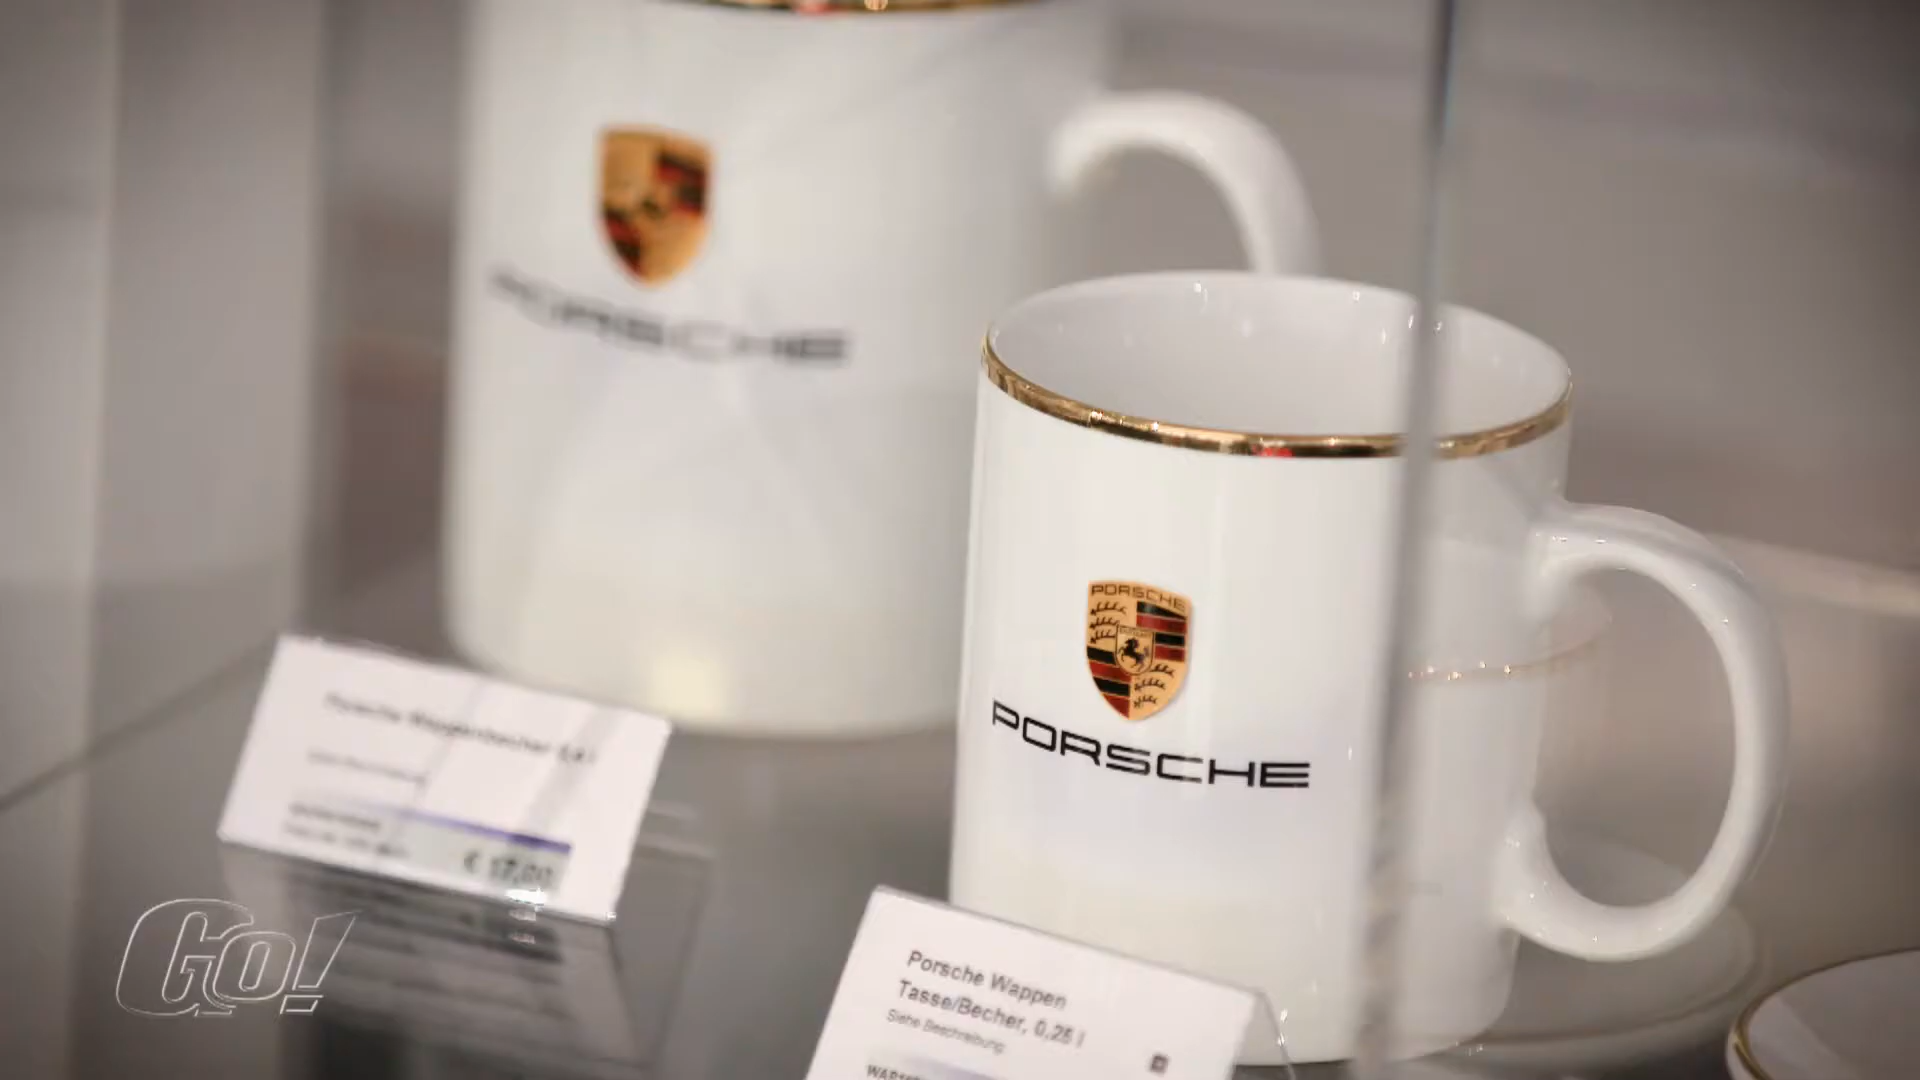 PORSCHE
PORSCHE
PORSCHE
€ 17,00
Porsche Wappen
Tasse/Becher, 0,25 l
Siehe Beschreibung
GO!